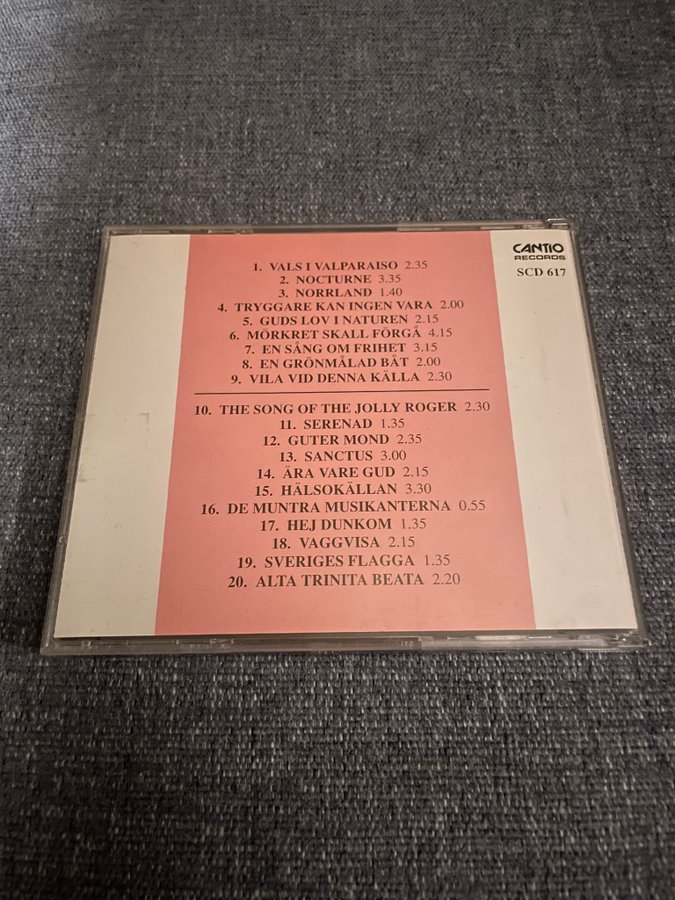 CANTIO
RECORDS
SCD 617
1. VALS I VALPARAISO 2.35
2. NOCTURNE 3.35
3. NORRLAND 1.40
4. TRYGGARE KAN INGEN VARA 2.00
5. GUDS LOV I NATUREN 2.15
6. MÖRKRET SKALL FÖRGÅ 4.15
7. EN SÅNG OM FRIHET 3.15
8. EN GRÖNMÅLAD BÅT 2.00
9. VILA VID DENNA KÄLLA 2.30
10. THE SONG OF THE JOLLY ROGER 2.30
11. SERENAD 1.35
12. GUTER MOND 2.35
13. SANCTUS 3.00
14. ÄRA VARE GUD 2.15
15. HÄLSOKÄLLAN 3.30
16. DE MUNTRA MUSIKANTERNA 0.55
17. HEJ DUNKOM 1.35
18. VAGGVISA 2.15
19. SVERIGES FLAGGA 1.35
20. ALTA TRINITA BEATA 2.20